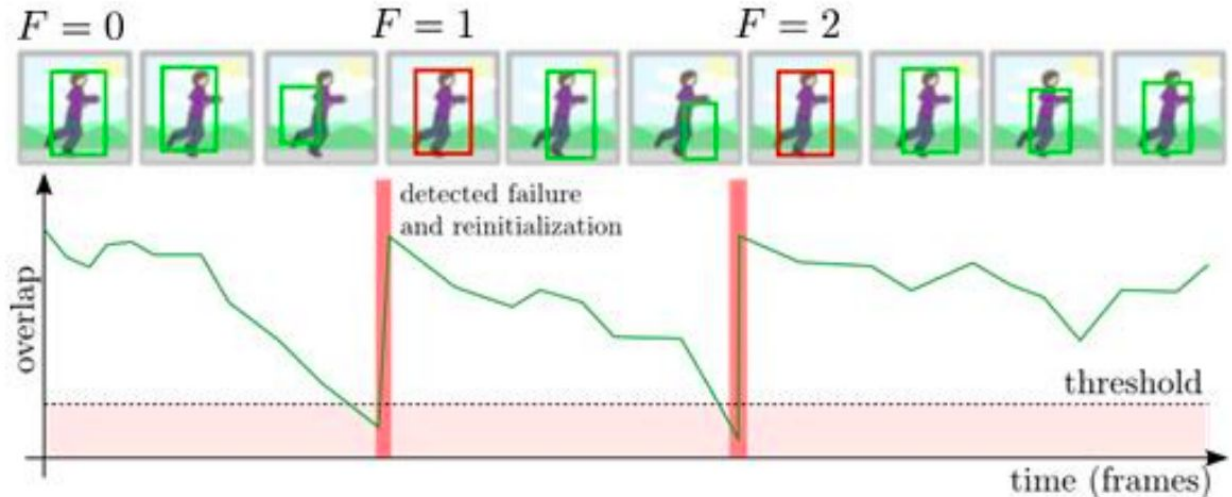 F = 0
F = 1
F = 2
detected failure
and reinitialization
overlap
threshold
time (frames)